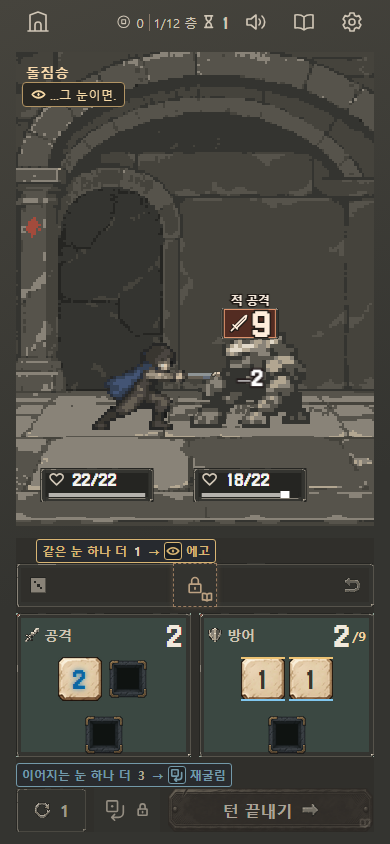 0 1/12 층 1
돌짐승
...그 눈이면.
적 공격
9
-2
22/22 18/22
같은 눈 하나 더 1 → 에고
공격 2 방어 2/9
2 1 1
이어지는 눈 하나 더 3 → 재굴림
1 턴 끝내기 ➡